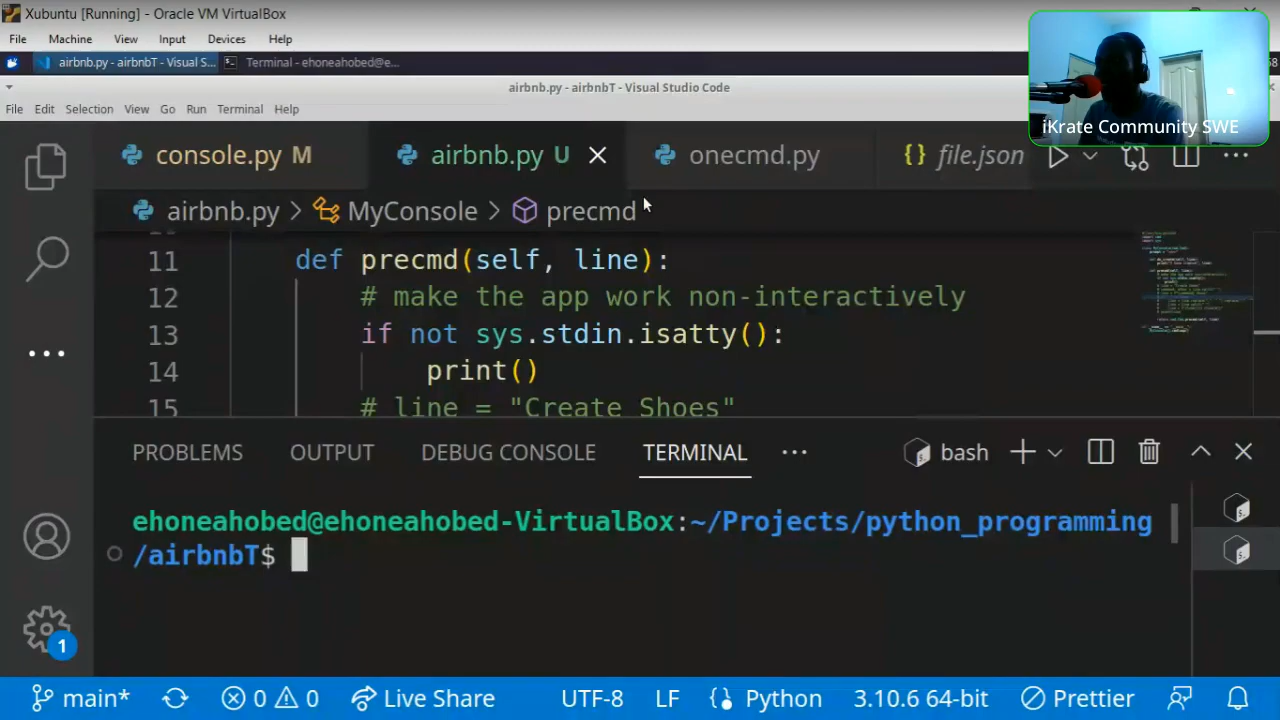 Xubuntu [Running] - Oracle VM VirtualBox
File Machine View Input Devices Help
airbnb.py - airbnbT - Visual S... Terminal - ehoneahobed@e...
airbnb.py - airbnbT - Visual Studio Code
File Edit Selection View Go Run Terminal Help
iKrate Community SWE
console.py M airbnb.py U onecmd.py {} file.json
airbnb.py > MyConsole > precmd
11 def precmd(self, line):
12 # make the app work non-interactively
13 if not sys.stdin.isatty():
14 print()
15 # line = "Create Shoes"
PROBLEMS OUTPUT DEBUG CONSOLE TERMINAL ... bash
ehoneahobed@ehoneahobed-VirtualBox:~/Projects/python_programming
/airbnbT$
1
main* 0 0 Live Share UTF-8 LF {} Python 3.10.6 64-bit Prettier